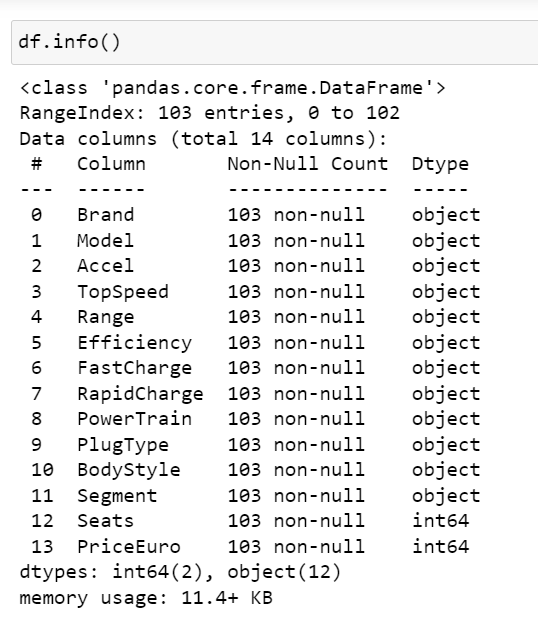 df.info()
<class 'pandas.core.frame.DataFrame'>
RangeIndex: 103 entries, 0 to 102
Data columns (total 14 columns):
 #   Column       Non-Null Count  Dtype
---  ------       --------------  -----
 0   Brand        103 non-null    object
 1   Model        103 non-null    object
 2   Accel        103 non-null    object
 3   TopSpeed     103 non-null    object
 4   Range        103 non-null    object
 5   Efficiency   103 non-null    object
 6   FastCharge   103 non-null    object
 7   RapidCharge  103 non-null    object
 8   PowerTrain   103 non-null    object
 9   PlugType     103 non-null    object
 10  BodyStyle    103 non-null    object
 11  Segment      103 non-null    object
 12  Seats        103 non-null    int64
 13  PriceEuro    103 non-null    int64
dtypes: int64(2), object(12)
memory usage: 11.4+ KB